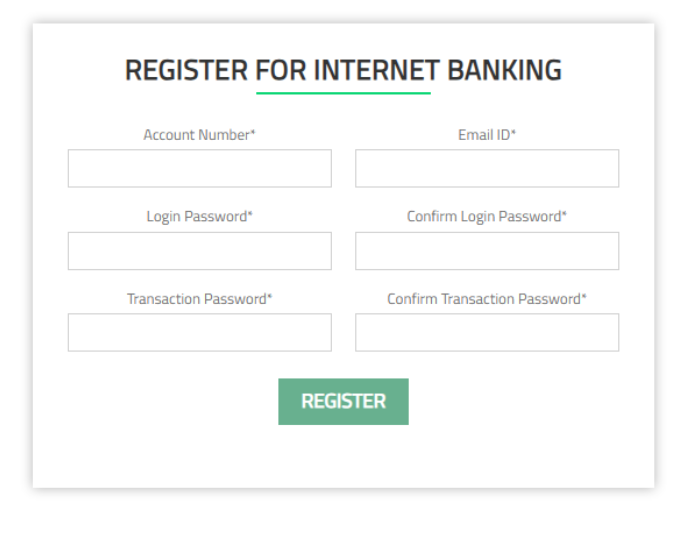 REGISTER FOR INTERNET BANKING
Account Number*
Email ID*
Login Password*
Confirm Login Password*
Transaction Password*
Confirm Transaction Password*
REGISTER